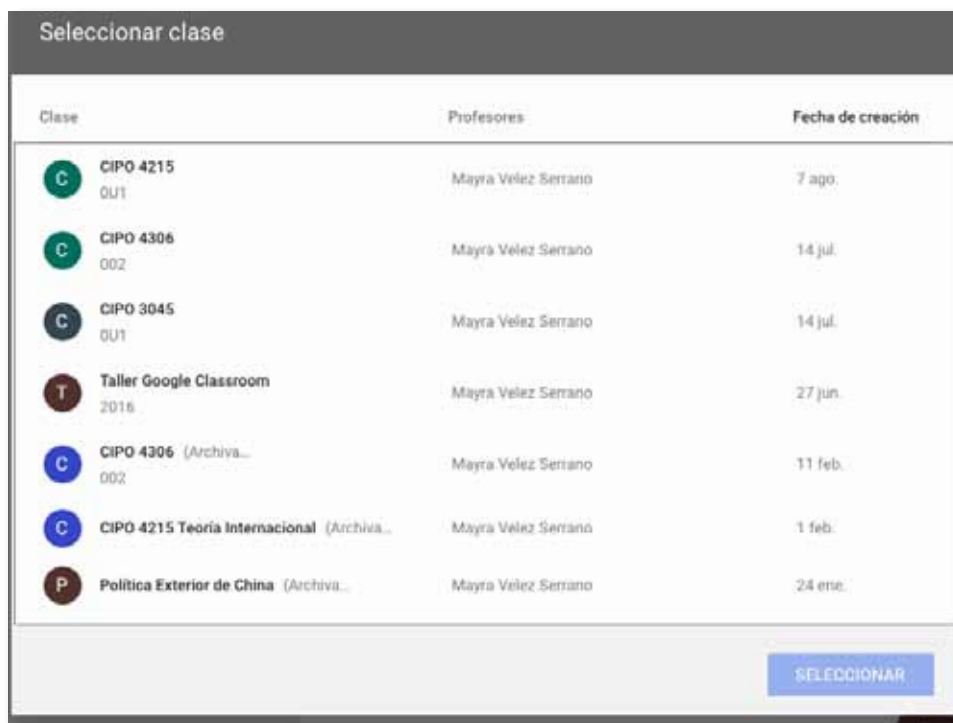 Seleccionar clase
Clase Profesores Fecha de creación
C CIPO 4215 Mayra Velez Serrano 7 ago.
0U1
C CIPO 4306 Mayra Velez Serrano 14 jul.
002
C CIPO 3045 Mayra Velez Serrano 14 jul.
0U1
T Taller Google Classroom Mayra Velez Serrano 27 jun.
2016
C CIPO 4306 (Archiva... Mayra Velez Serrano 11 feb.
002
C CIPO 4215 Teoría Internacional (Archiva... Mayra Velez Serrano 1 feb.
P Política Exterior de China (Archiva... Mayra Velez Serrano 24 ene.
SELECCIONAR